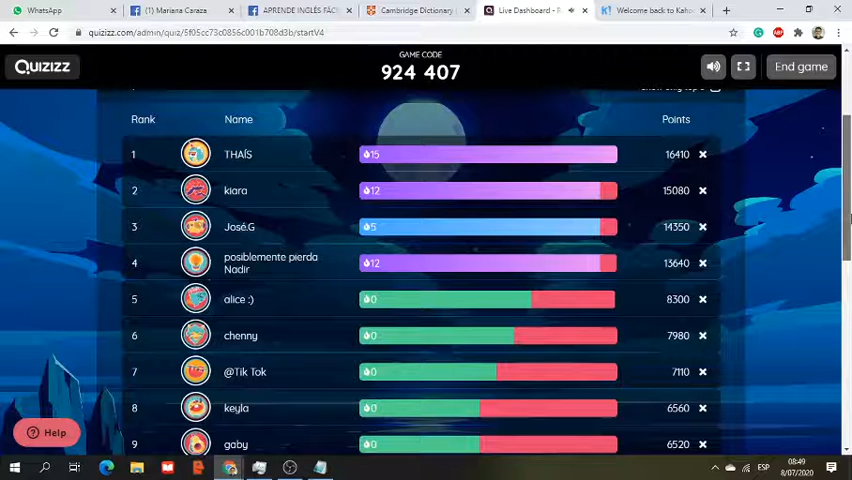 WhatsApp
(1) Mariana Caraza
APRENDE INGLÉS FÁCI
Cambridge Dictionary
Live Dashboard -
Welcome back to Kaho
quizizz.com/admin/quiz/5f05cc73c0856c001b708d3b/startV4
QUIZIZZ
GAME CODE
924 407
End game
Rank Name Points
1 THAÍS 15 16410
2 kiara 12 15080
3 José.G 5 14350
4 posiblemente pierda Nadir 12 13640
5 alice :) 0 8300
6 chenny 0 7980
7 @Tik Tok 0 7110
8 keyla 0 6560
9 gaby 0 6520
Help
ESP
08:49
8/07/2020